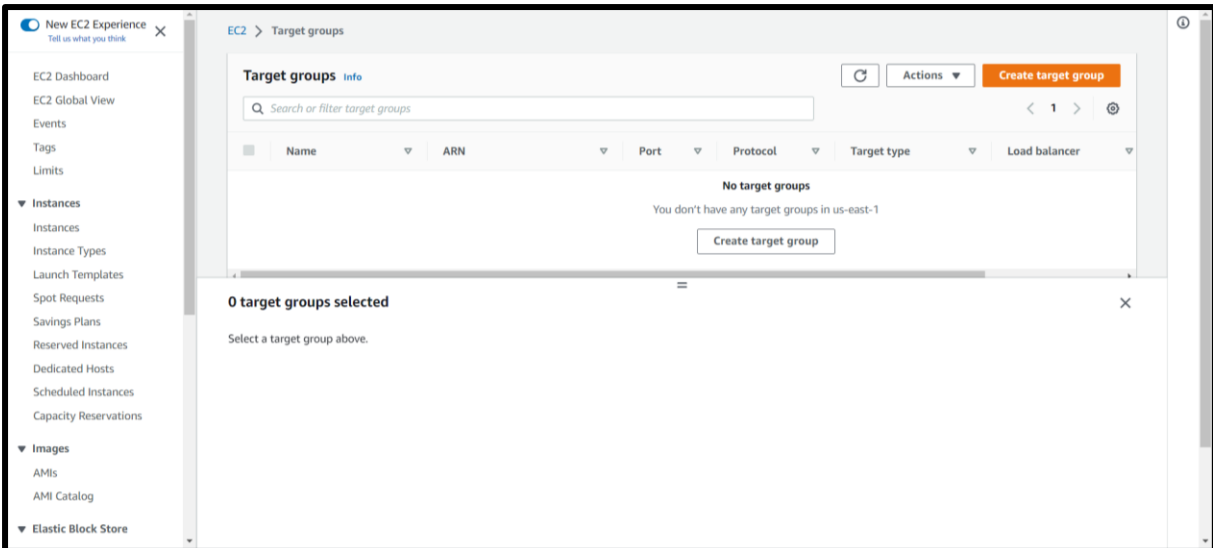 New EC2 Experience
Tell us what you think
EC2 Dashboard
EC2 Global View
Events
Tags
Limits
Instances
Instances
Instance Types
Launch Templates
Spot Requests
Savings Plans
Reserved Instances
Dedicated Hosts
Scheduled Instances
Capacity Reservations
Images
AMIs
AMI Catalog
Elastic Block Store
EC2 > Target groups
Target groups Info
Actions
Create target group
Search or filter target groups
1
Name ARN Port Protocol Target type Load balancer
No target groups
You don't have any target groups in us-east-1
Create target group
0 target groups selected
Select a target group above.